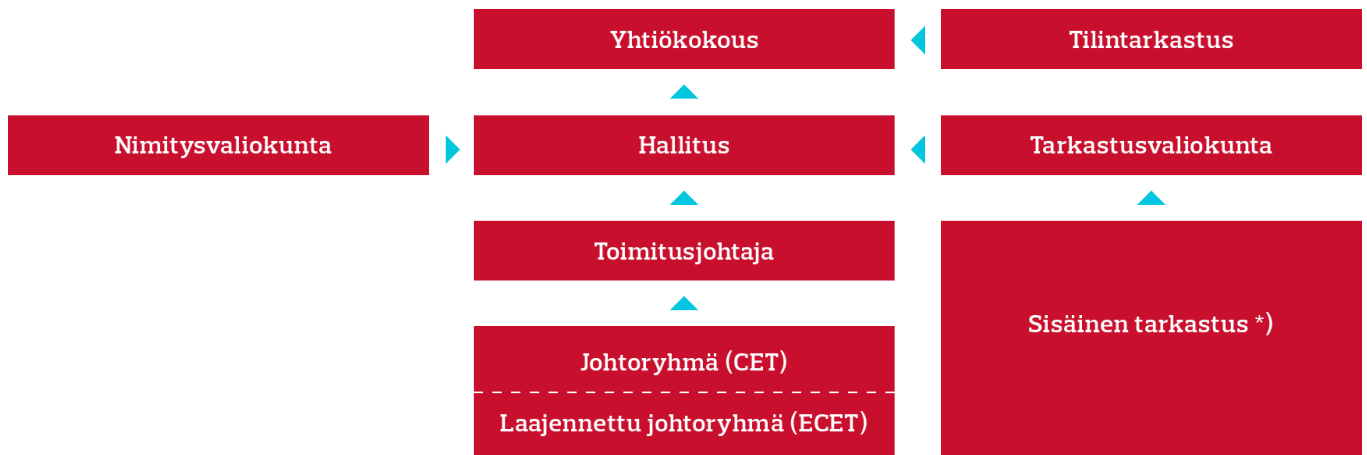 Yhtiökokous
Tilintarkastus
Nimitysvaliokunta
Hallitus
Tarkastusvaliokunta
Toimitusjohtaja
Sisäinen tarkastus *)
Johtoryhmä (CET)
Laajennettu johtoryhmä (ECET)